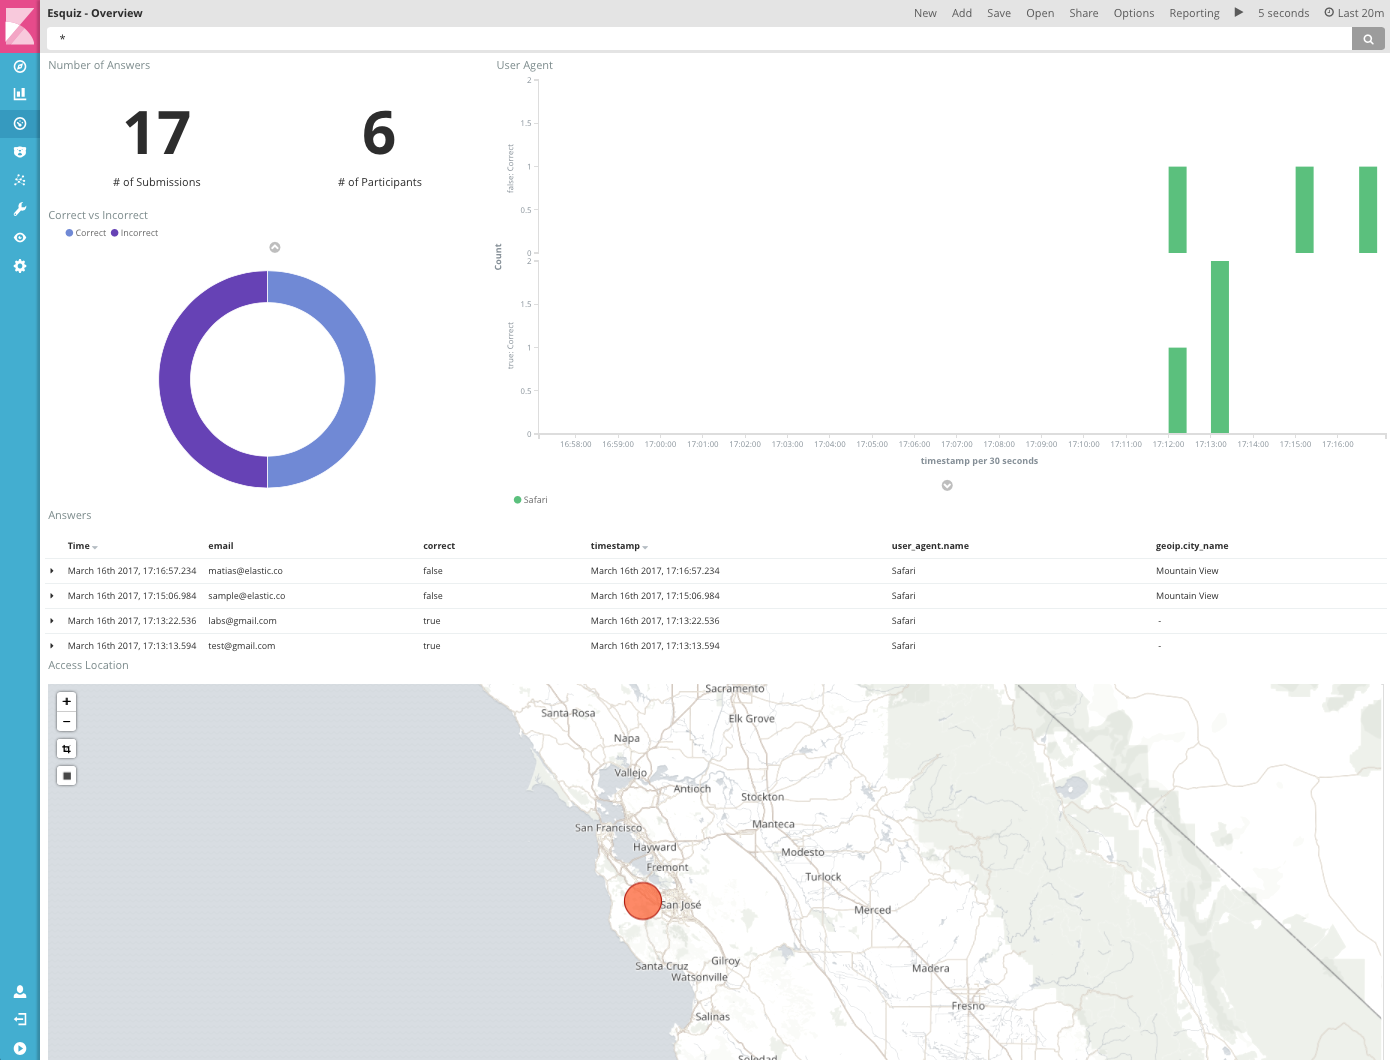 Esquiz - Overview
New Add Save Open Share Options Reporting 5 seconds Last 20m
*
Number of Answers
17
# of Submissions
6
# of Participants
Correct vs Incorrect
Correct Incorrect
User Agent
Count
false: Correct
2
1.5
1
0.5
0
true: Correct
2
1.5
1
0.5
0
16:58:00 16:59:00 17:00:00 17:01:00 17:02:00 17:03:00 17:04:00 17:05:00 17:06:00 17:07:00 17:08:00 17:09:00 17:10:00 17:11:00 17:12:00 17:13:00 17:14:00 17:15:00 17:16:00
timestamp per 30 seconds
Safari
Answers
Time email correct timestamp user_agent.name geoip.city_name
March 16th 2017, 17:16:57.234 matias@elastic.co false March 16th 2017, 17:16:57.234 Safari Mountain View
March 16th 2017, 17:15:06.984 sample@elastic.co false March 16th 2017, 17:15:06.984 Safari Mountain View
March 16th 2017, 17:13:22.536 labs@gmail.com true March 16th 2017, 17:13:22.536 Safari -
March 16th 2017, 17:13:13.594 test@gmail.com true March 16th 2017, 17:13:13.594 Safari -
Access Location
+
−
Sacramento
Santa Rosa
Elk Grove
Napa
Vallejo
Antioch
Stockton
San Francisco
Manteca
Hayward
Modesto
Fremont
Turlock
San José
Merced
Gilroy
Santa Cruz
Madera
Watsonville
Fresno
Salinas
Soledad